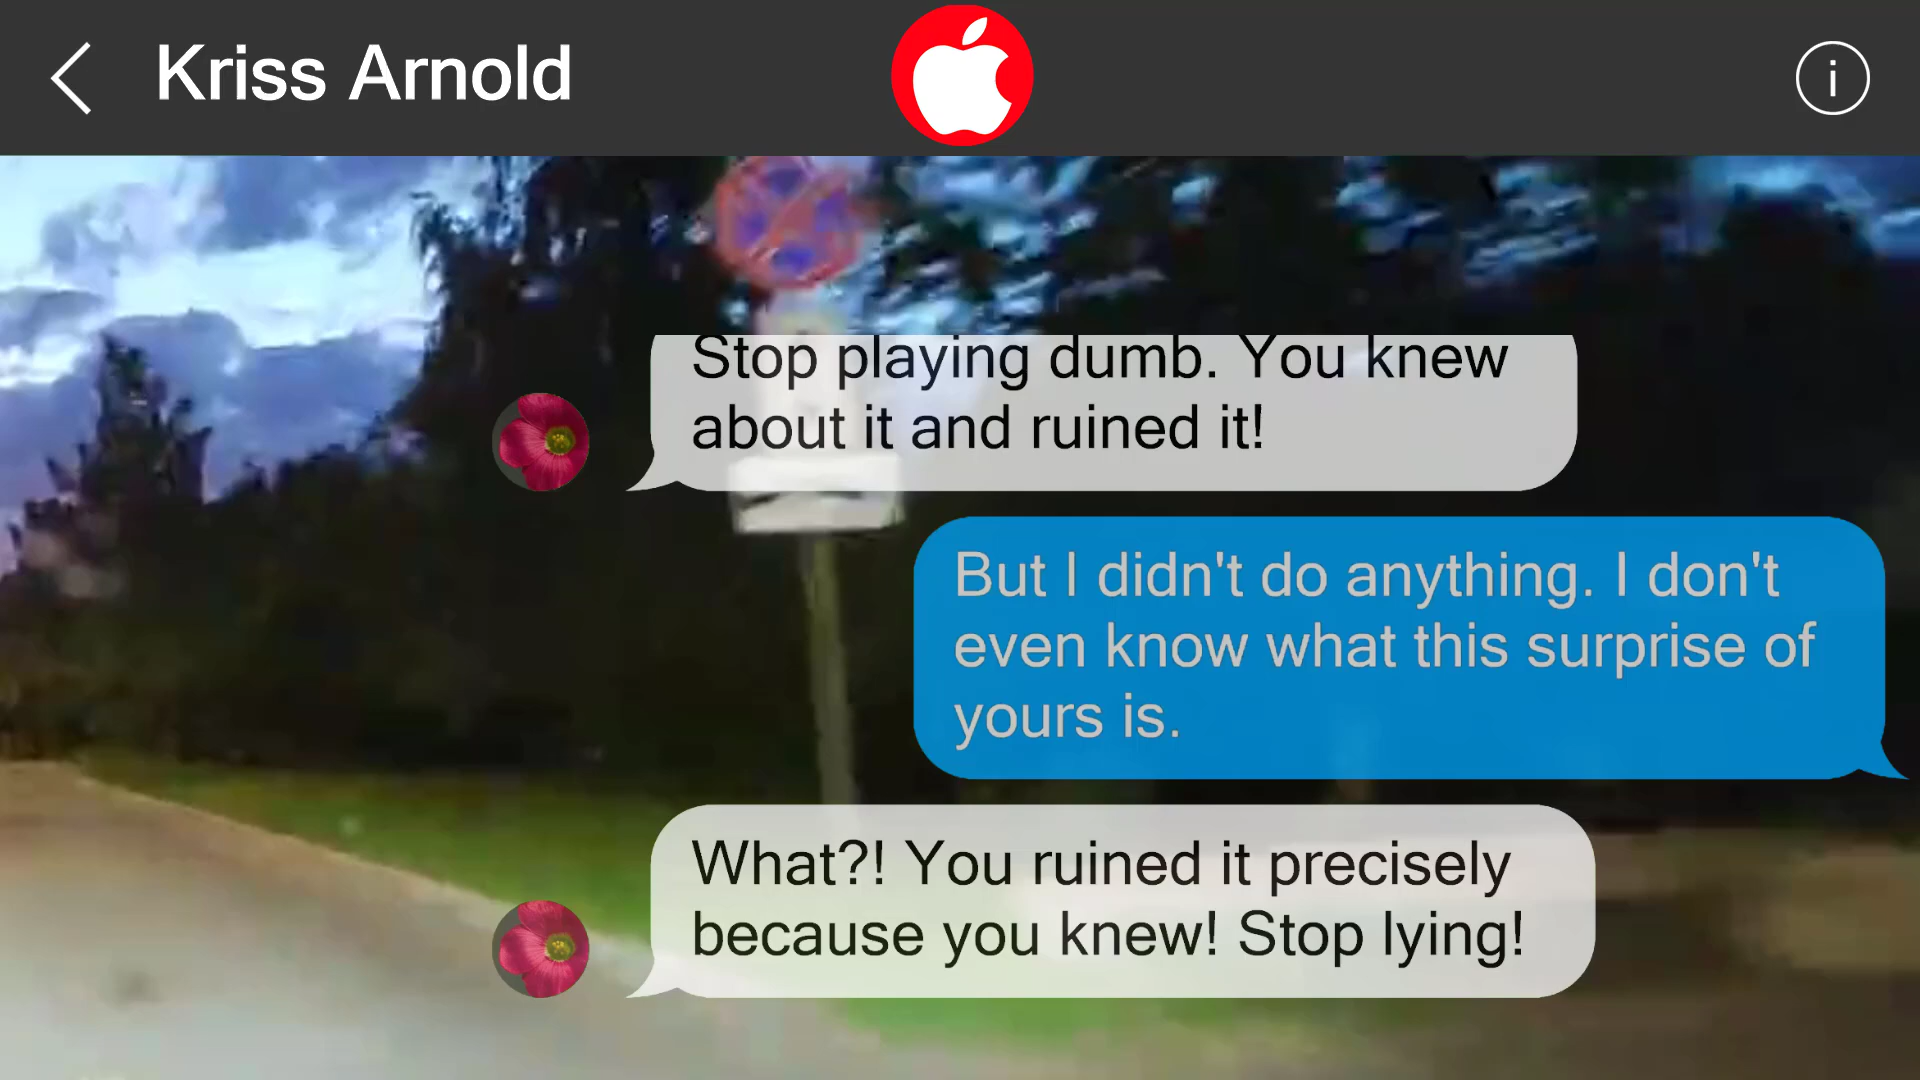 Kriss Arnold
i
Stop playing dumb. You knew
about it and ruined it!
But I didn't do anything. I don't
even know what this surprise of
yours is.
What?! You ruined it precisely
because you knew! Stop lying!